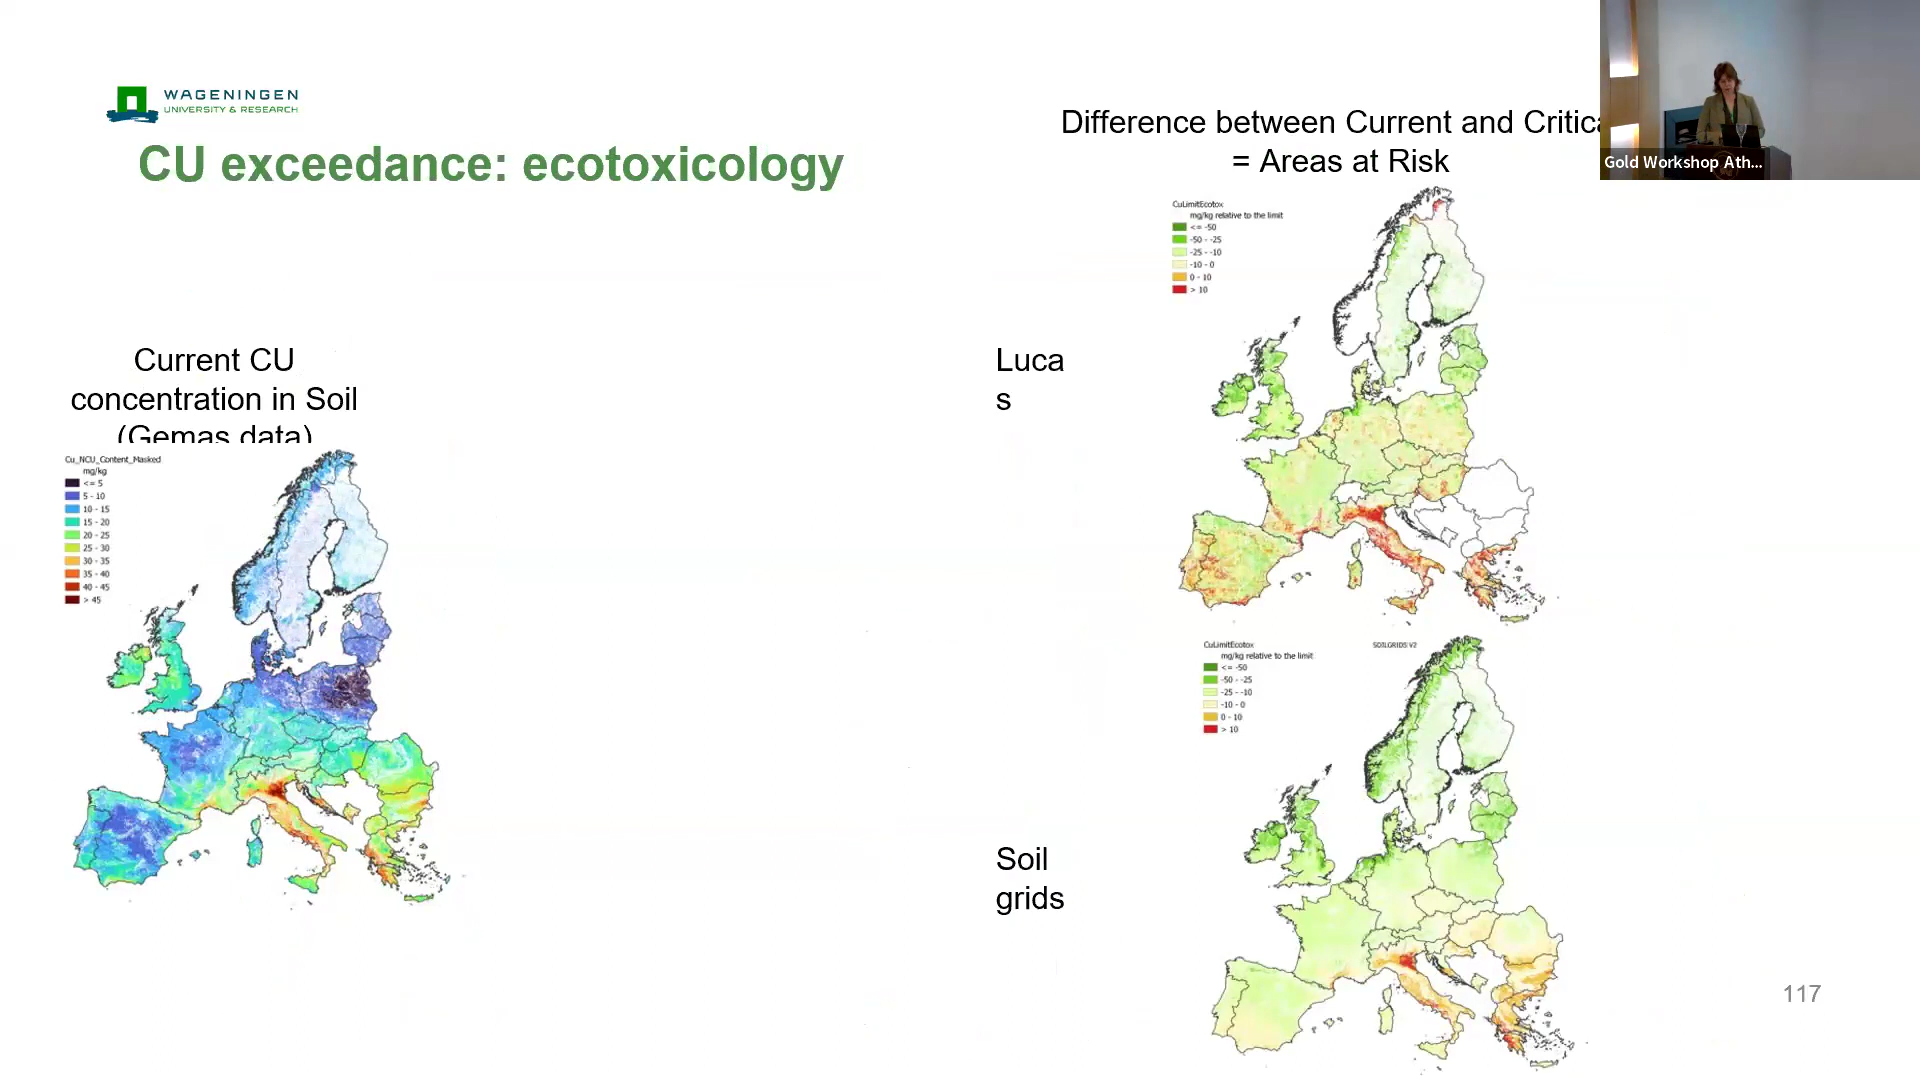 WAGENINGEN
UNIVERSITY & RESEARCH
CU exceedance: ecotoxicology
Difference between Current and Critica
= Areas at Risk
Gold Workshop Ath...
Current CU
concentration in Soil
(Gemas data)
Cu_NCU_Content_Masked
mg/kg
<= 5
5 - 10
10 - 15
15 - 20
20 - 25
25 - 30
30 - 35
35 - 40
40 - 45
> 45
Luca
s
CuLimitEcotox
mg/kg relative to the limit
<= -50
-50 - -25
-25 - -10
-10 - 0
0 - 10
> 10
Soil
grids
CuLimitEcotox
SOILGRIDS V2
mg/kg relative to the limit
<= -50
-50 - -25
-25 - -10
-10 - 0
0 - 10
> 10
117